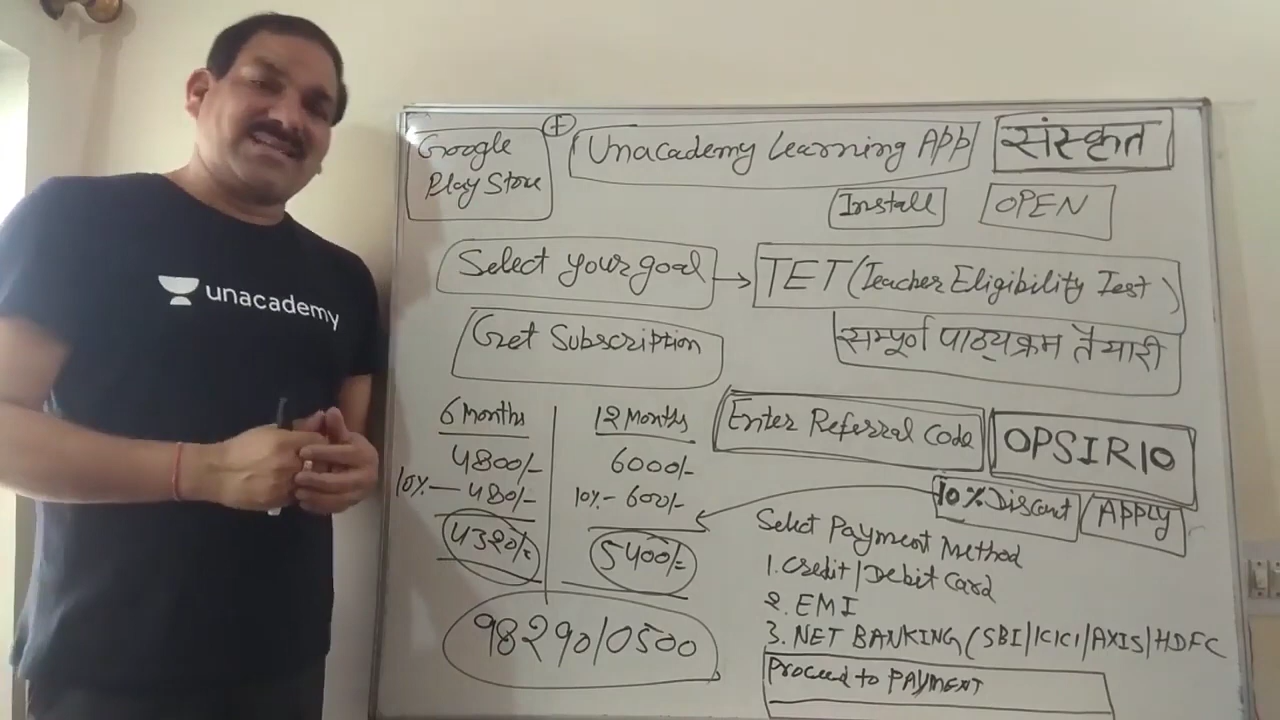 unacademy
Google
Play Store
+
Unacademy Learning App
संस्कृत
Install
OPEN
Select your goal → TET (Teacher Eligibility Test)
सम्पूर्ण पाठ्यक्रम तैयारी
Get Subscription
6 Months
4800/-
10% — 480/-
4320/-
12 Months
6000/-
10% - 600/-
5400/-
Enter Referral Code
OPSIR10
10% Discount
APPLY
Select Payment Method
1. Credit/Debit Card
2. EMI
3. NET BANKING (SBI/ICICI/AXIS/HDFC
Proceed to PAYMENT
9829010500